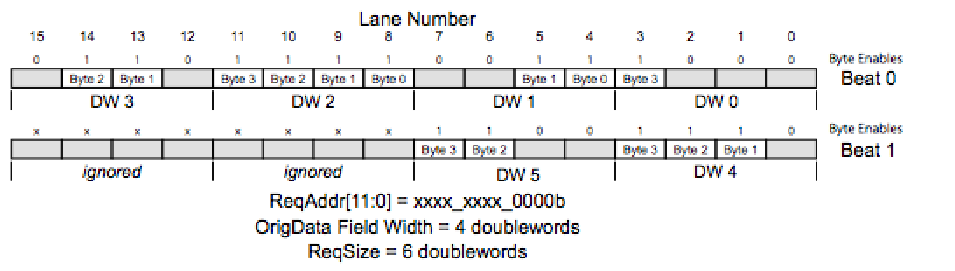 Lane Number
15 14 13 12 11 10 9 8 7 6 5 4 3 2 1 0
0 1 1 0 1 1 1 1 0 0 1 1 1 0 0 0 Byte Enables
Byte 2 Byte 1 Byte 3 Byte 2 Byte 1 Byte 0 Byte 1 Byte 0 Byte 3 Beat 0
DW 3 DW 2 DW 1 DW 0
x x x x x x x x 1 1 0 0 1 1 1 0 Byte Enables
Byte 3 Byte 2 Byte 3 Byte 2 Byte 1 Beat 1
ignored ignored DW 5 DW 4
ReqAddr[11:0] = xxxx_xxxx_0000b
OrigData Field Width = 4 doublewords
ReqSize = 6 doublewords